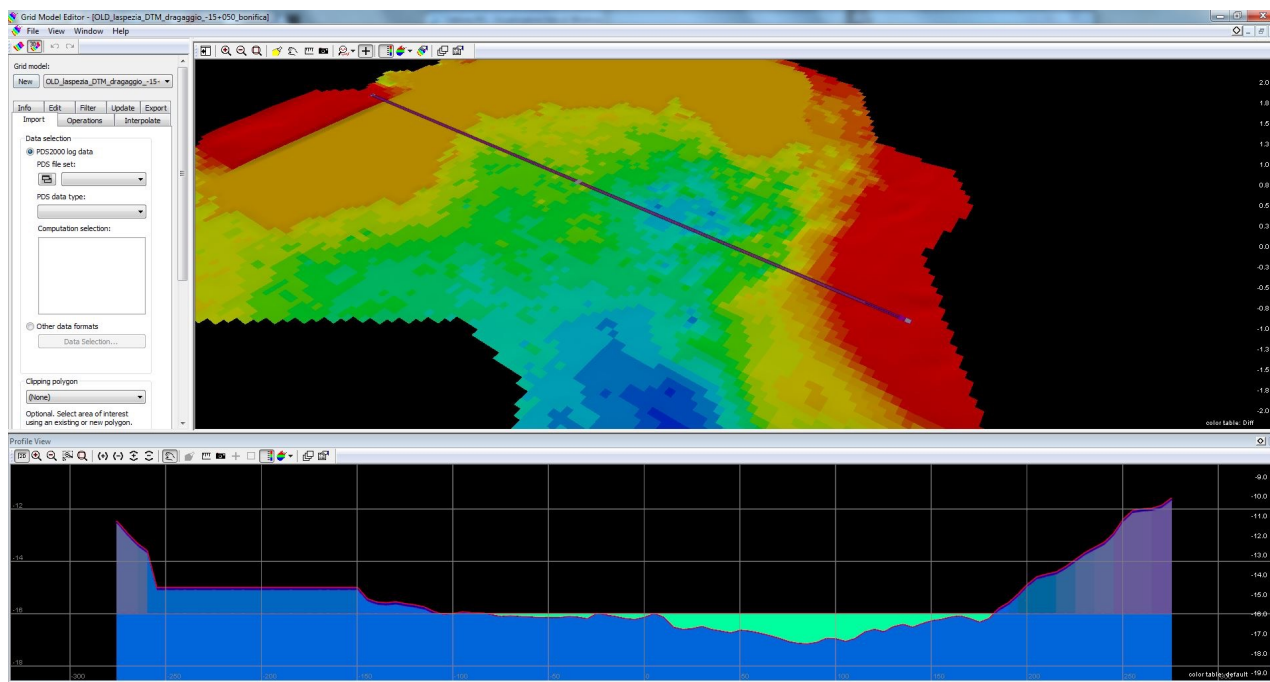 Grid Model Editor - [OLD_laspezia_DTM_dragaggio_-15+050_bonifica]
File View Window Help
Grid model:
New OLD_laspezia_DTM_dragaggio_-15-
Info Edit Filter Update Export
Import Operations Interpolate
Data selection
PDS2000 log data
PDS file set:
PDS data type:
Computation selection:
Other data formats
Data Selection...
Clipping polygon
(None)
Optional. Select area of interest
using an existing or new polygon.
2.0
1.8
1.5
1.3
1.0
0.8
0.5
0.3
0.0
-0.3
-0.5
-0.8
-1.0
-1.3
-1.5
-1.8
-2.0
color table: Diff
Profile View
-12
-14
-16
-18
-300 -250 -200 -150 -100 -50 0 50 100 150 200 250
-9.0
-10.0
-11.0
-12.0
-13.0
-14.0
-15.0
-16.0
-17.0
-18.0
color table: default -19.0